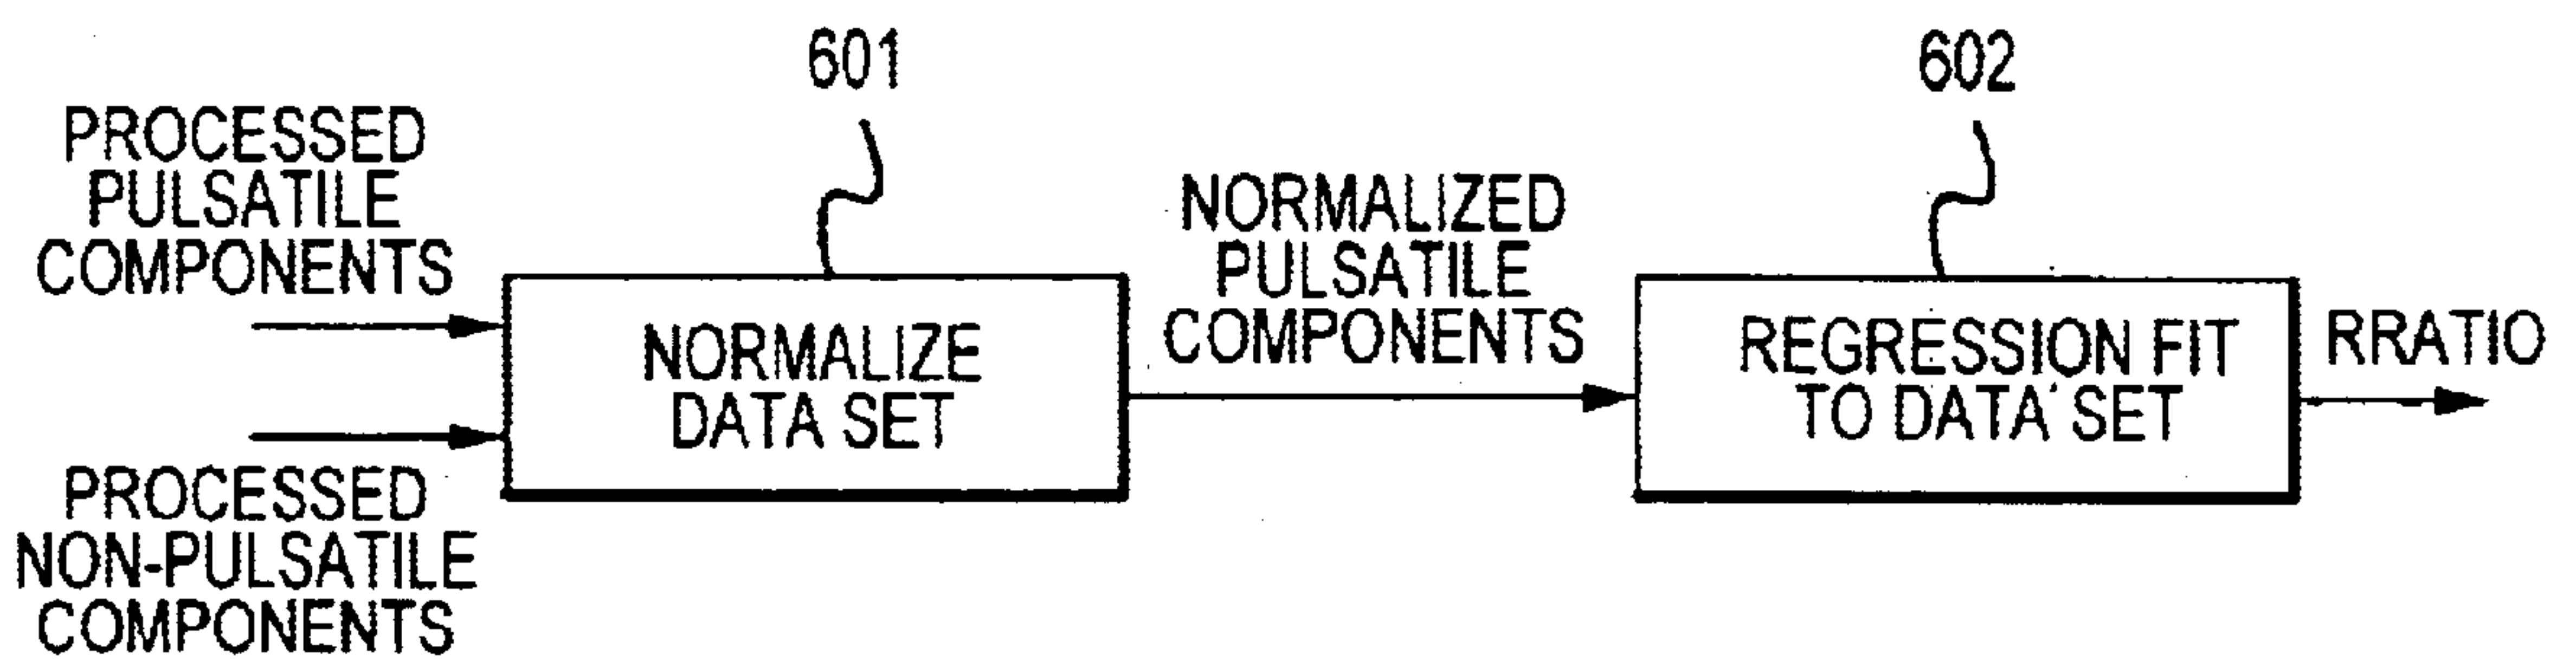 601
602
PROCESSED
PULSATILE
COMPONENTS
NORMALIZED
PULSATILE
COMPONENTS
NORMALIZE
DATA SET
REGRESSION FIT
TO DATA SET
RRATIO
PROCESSED
NON-PULSATILE
COMPONENTS